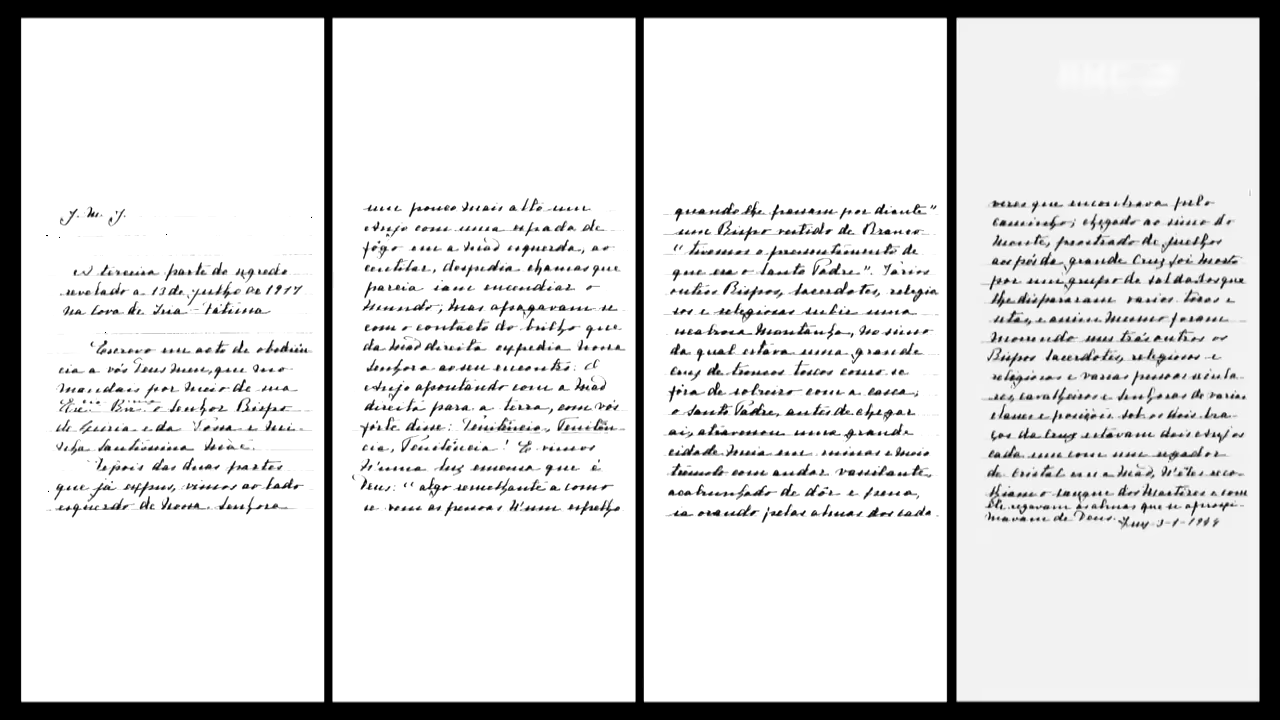 J. M. J.
A terceira parte do segredo
revelado a 13 de julho de 1917
na Cova de Iria - Fátima
Escrevo em acto de obediên
cia a vós Deus meu, que mo
mandais por meio de sua
Ex.cia Rev.ma o Senhor Bispo
de Leiria e da Vossa e mi-
nha Santissima Mãe.
Depois das duas partes
que já expus, vimos ao lado
esquerdo de Nossa Senhora
um pouco mais alto um
Anjo com uma espada de
fôgo em a mão esquerda; ao
centilar, despedia chamas que
parecia iam encendiar o
mundo; mas apagavam-se
com o contacto do brilho que
da mão direita expedia Nossa
Senhora ao seu encontro: O
Anjo apontando com a mão
direita para a terra, com vós
forte disse: Penitência, Penitên-
cia, Penitência! E vimos
n'uma luz emensa que é
Deus: "algo semelhante a como
se vem as pessoas n'um espelho
quando lhe passam por diante"
um Bispo vestido de Branco
"tivemos o pressentimento de
que era o Santo Padre". Varios
outros Bispos, Sacerdotes, religio
sos e religiosas subir uma
escabrosa montanha, no simo
da qual estava uma grande
Cruz de troncos toscos como se
fôra de sobreiro com a casca;
o Santo Padre, antes de chegar
aí, atravessou uma grande
cidade meia em ruinas e meio
trémulo com andar vacilante,
acabrunhado de dôr e pena,
ia orando pelas almas dos cada
veres que encontrava pelo
caminho; chegado ao simo do
monte, prostrado de juelhos
aos pés da grande Cruz foi morto
por um grupo de soldados que
lhe dispararam varios tiros e
setas, e assim mesmo foram
morrendo uns trás outros os
Bispos Sacerdotes, religiosos e
religiosas e varias pessoas secula-
res, cavalheiros e senhoras de varias
classes e posições. Sob os dois bra-
ços da Cruz estavam dois Anjos
cada um com um regador
de cristal em a mão, N'êles reco-
lhiam o sangue dos Martires e com
êle regavam as almas que se aproxi-
mavam de Deus.
Tuy-3-1-1944